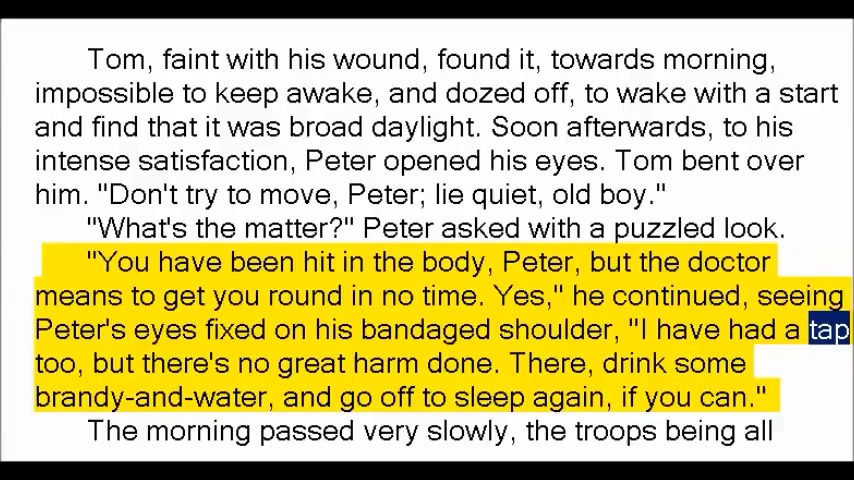 Tom, faint with his wound, found it, towards morning,
impossible to keep awake, and dozed off, to wake with a start
and find that it was broad daylight. Soon afterwards, to his
intense satisfaction, Peter opened his eyes. Tom bent over
him. "Don't try to move, Peter; lie quiet, old boy."
"What's the matter?" Peter asked with a puzzled look.
"You have been hit in the body, Peter, but the doctor
means to get you round in no time. Yes," he continued, seeing
Peter's eyes fixed on his bandaged shoulder, "I have had a tap
too, but there's no great harm done. There, drink some
brandy-and-water, and go off to sleep again, if you can."
The morning passed very slowly, the troops being all